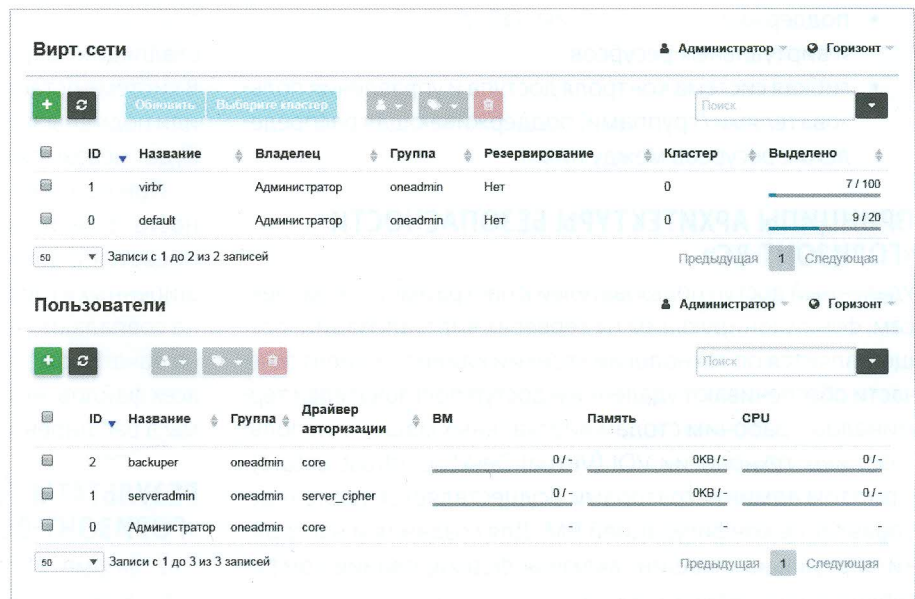 Вирт. сети Администратор Горизонт
+ Обновить Выберите кластер Поиск
ID Название Владелец Группа Резервирование Кластер Выделено
1 virbr Администратор oneadmin Нет 0 7 / 100
0 default Администратор oneadmin Нет 0 9 / 20
50 Записи с 1 до 2 из 2 записей Предыдущая 1 Следующая
Пользователи Администратор Горизонт
+ Поиск
ID Название Группа Драйвер авторизации ВМ Память CPU
2 backuper oneadmin core 0 / - 0KB / - 0 / -
1 serveradmin oneadmin server_cipher 0 / - 0KB / - 0 / -
0 Администратор oneadmin core - - -
50 Записи с 1 до 3 из 3 записей Предыдущая 1 Следующая